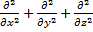 ∂²/∂x² + ∂²/∂y² + ∂²/∂z²